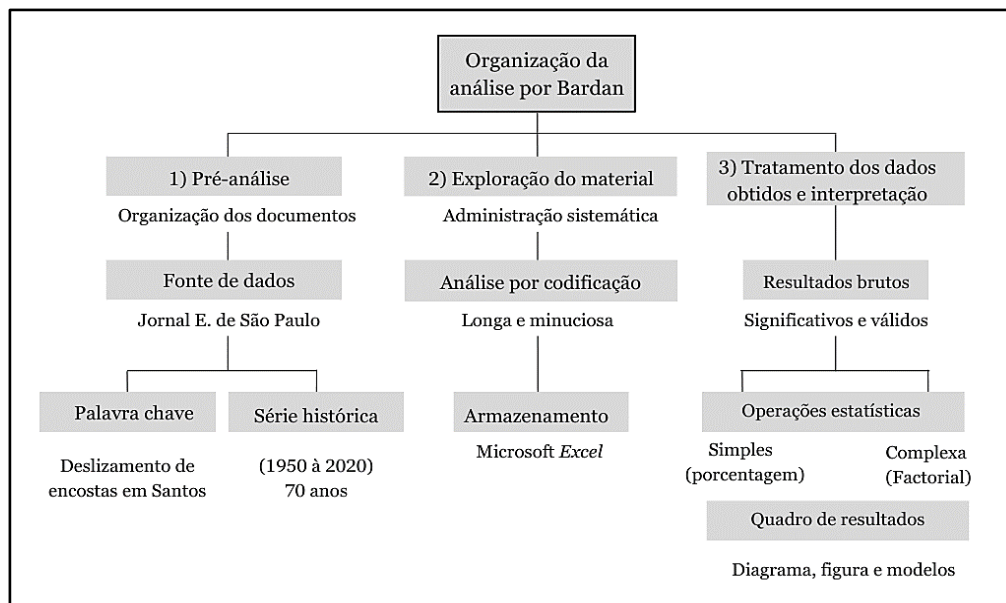 Organização da
análise por Bardan
1) Pré-análise
Organização dos documentos
Fonte de dados
Jornal E. de São Paulo
Palavra chave
Deslizamento de
encostas em Santos
Série histórica
(1950 à 2020)
70 anos
2) Exploração do material
Administração sistemática
Análise por codificação
Longa e minuciosa
Armazenamento
Microsoft Excel
3) Tratamento dos dados
obtidos e interpretação
Resultados brutos
Significativos e válidos
Operações estatísticas
Simples
(porcentagem)
Complexa
(Factorial)
Quadro de resultados
Diagrama, figura e modelos